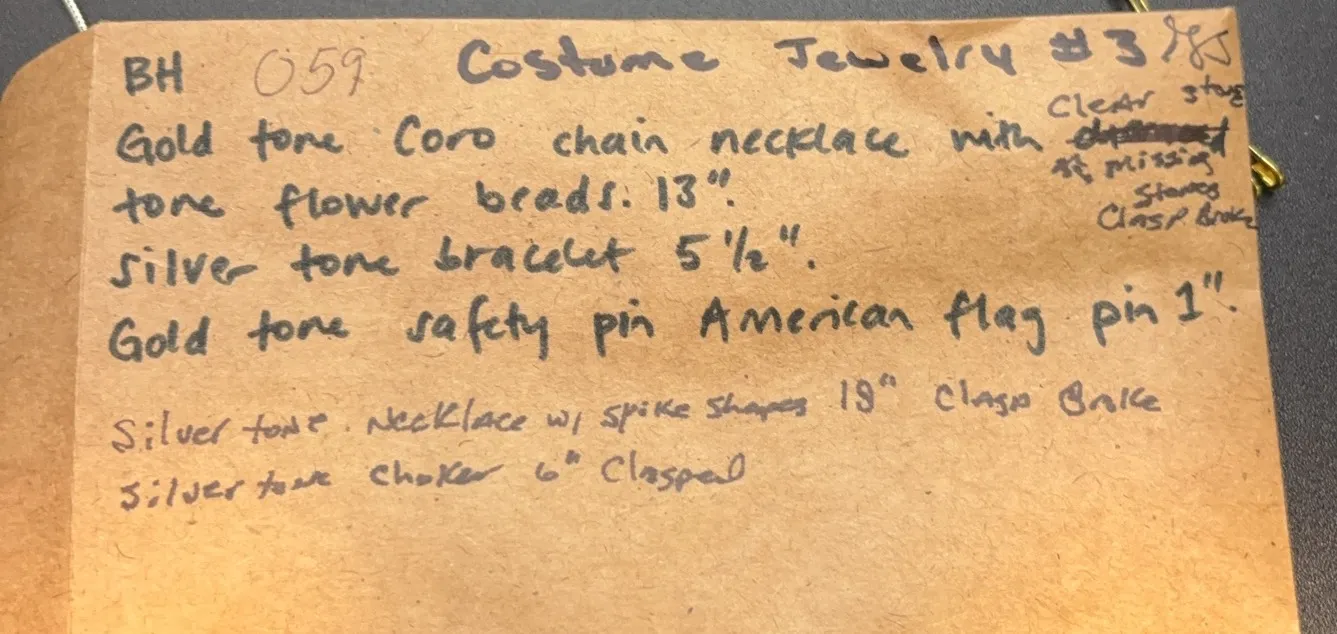 BH 059 Costume Jewelry #3
Gold tone Coro chain necklace with
Clear stone
missing
stones
Clasp Broke
tone flower beads. 13".
silver tone bracelet 5 1/2".
Gold tone safety pin American flag pin 1".
Silver tone Necklace w/ spike shapes 18" Clasp Broke
Silver tone choker 6" Clasped